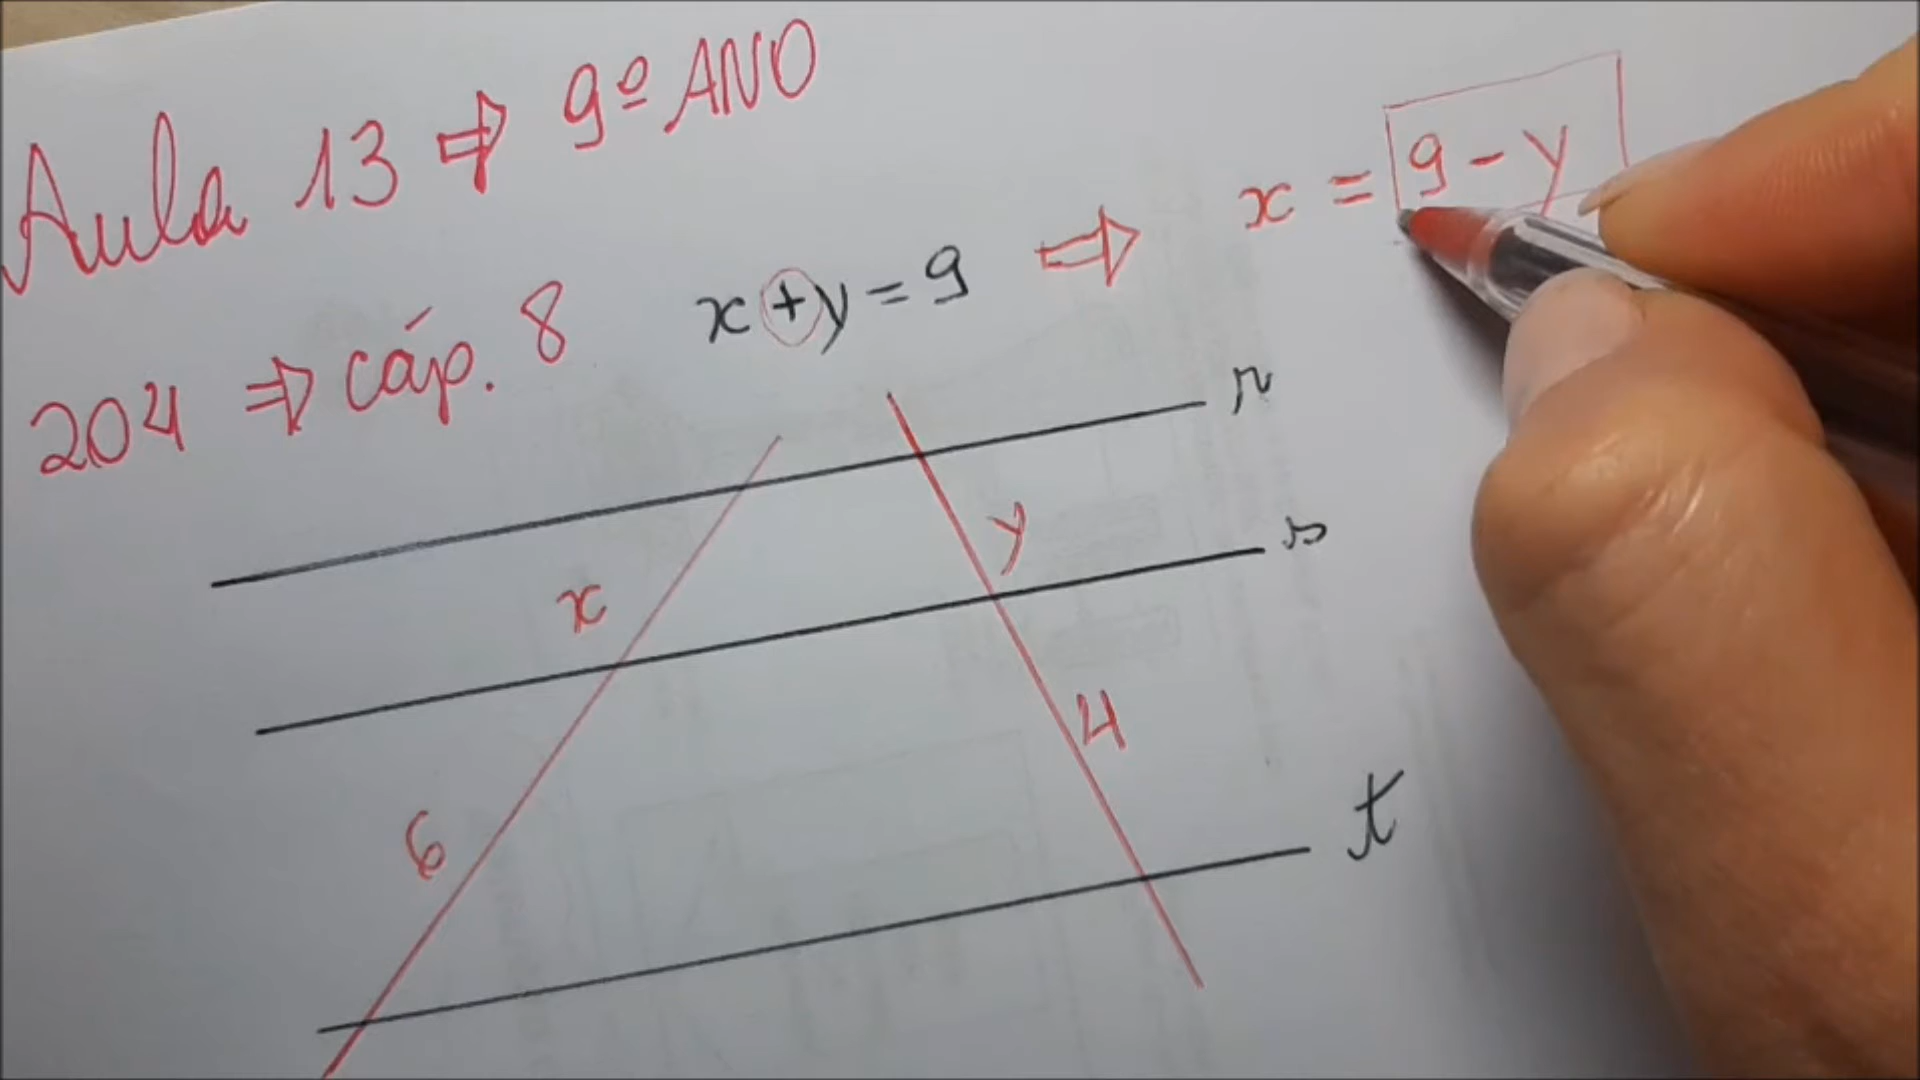 Aula 13 ⇒ 9º ANO
204 ⇒ cáp. 8
x + y = 9 ⇒ x = 9 - y
r
x
y
s
6
4
t